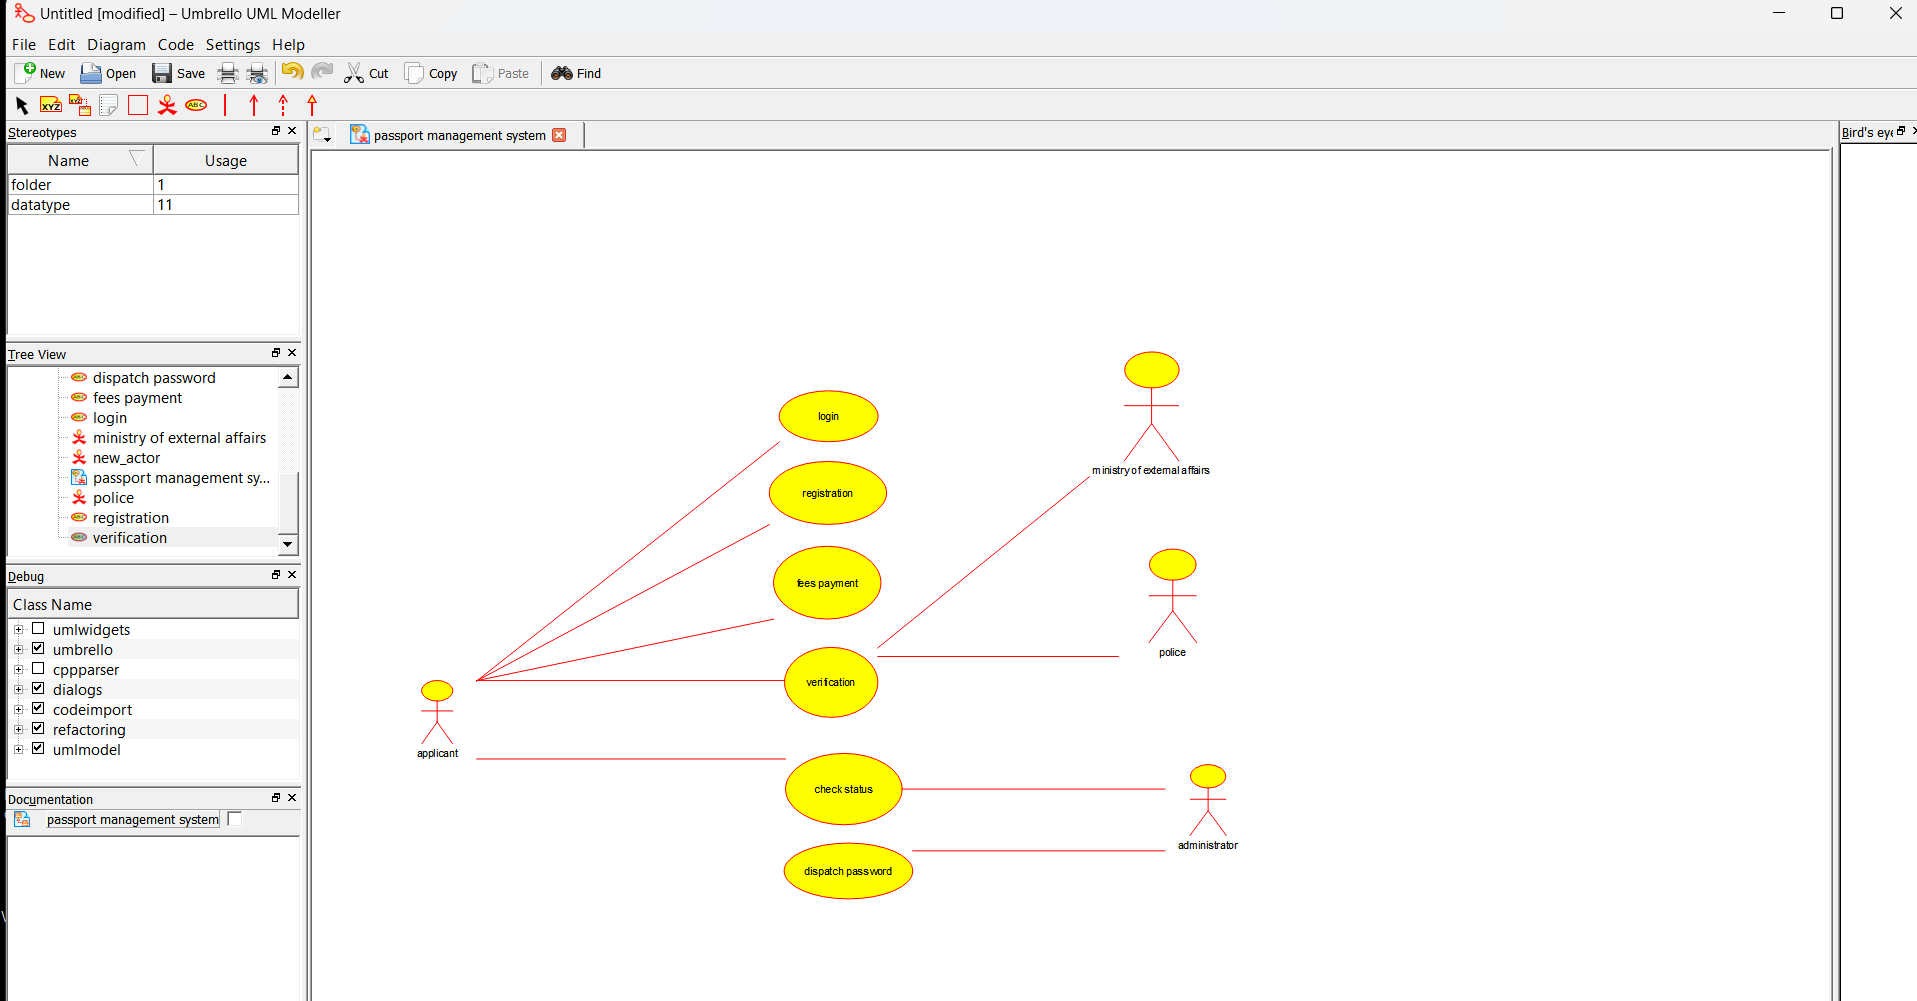 Untitled [modified] – Umbrello UML Modeller
File Edit Diagram Code Settings Help
New Open Save Cut Copy Paste Find
XYZ XYZ ABC
Stereotypes
Name Usage
folder 1
datatype 11
Tree View
dispatch password
fees payment
login
ministry of external affairs
new_actor
passport management sy...
police
registration
verification
Debug
Class Name
umlwidgets
umbrello
cppparser
dialogs
codeimport
refactoring
umlmodel
Documentation
passport management system
passport management system
Bird's eye
login
registration
fees payment
verification
check status
dispatch password
applicant
ministry of external affairs
police
administrator